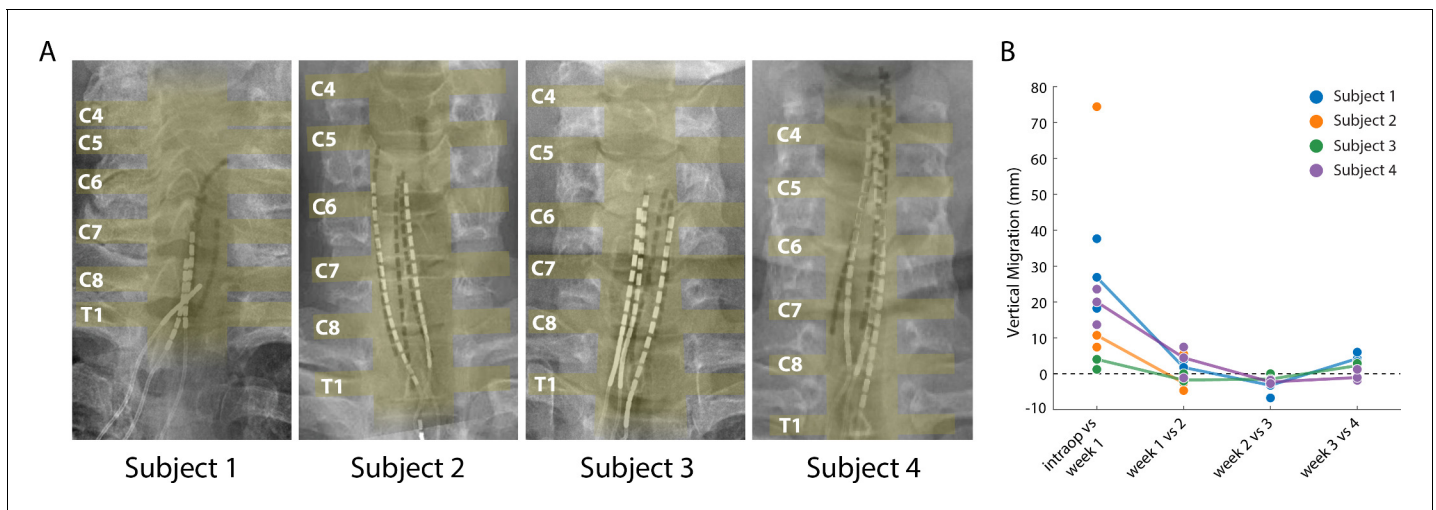 A
C4
C5
C6
C7
C8
T1
Subject 1
C4
C5
C6
C7
C8
T1
Subject 2
C4
C5
C6
C7
C8
T1
Subject 3
C4
C5
C6
C7
C8
T1
Subject 4
B
Subject 1
Subject 2
Subject 3
Subject 4
Vertical Migration (mm)
80
70
60
50
40
30
20
10
0
-10
intraop vs
week 1
week 1 vs 2
week 2 vs 3
week 3 vs 4